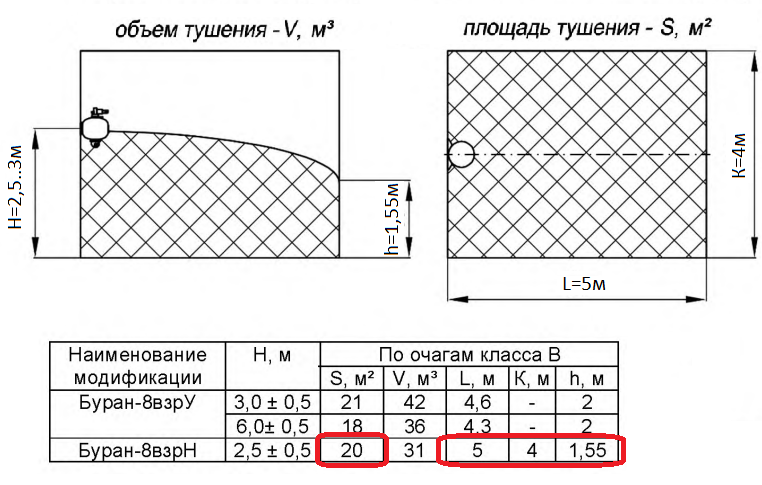 объем тушения - V, м³
площадь тушения - S, м²
H=2,5..3м
h=1,55м
K=4м
L=5м
Наименование модификации H, м По очагам класса В
S, м² V, м³ L, м К, м h, м
Буран-8взрУ 3,0 ± 0,5 21 42 4,6 - 2
6,0± 0,5 18 36 4.3 - 2
Буран-8взрН 2,5 ± 0,5 20 31 5 4 1,55